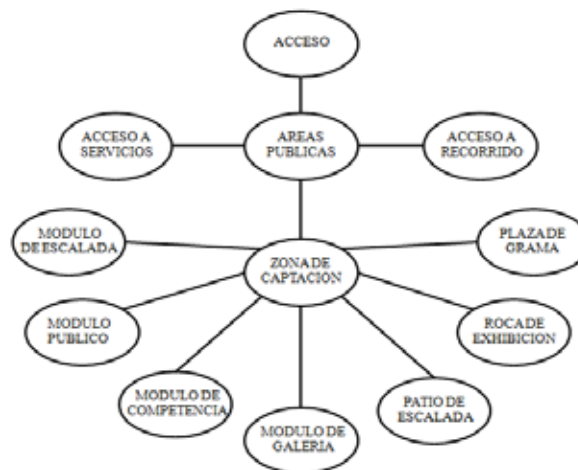 ACCESO
ACCESO A
SERVICIOS
AREAS
PUBLICAS
ACCESO A
RECORRIDO
MODULO
DE ESCALADA
ZONA DE
CAPTACION
PLAZA DE
GRAMA
MODULO
PUBLICO
ROCA DE
EXHIBICION
MODULO DE
COMPETENCIA
MODULO DE
GALERIA
PATIO DE
ESCALADA